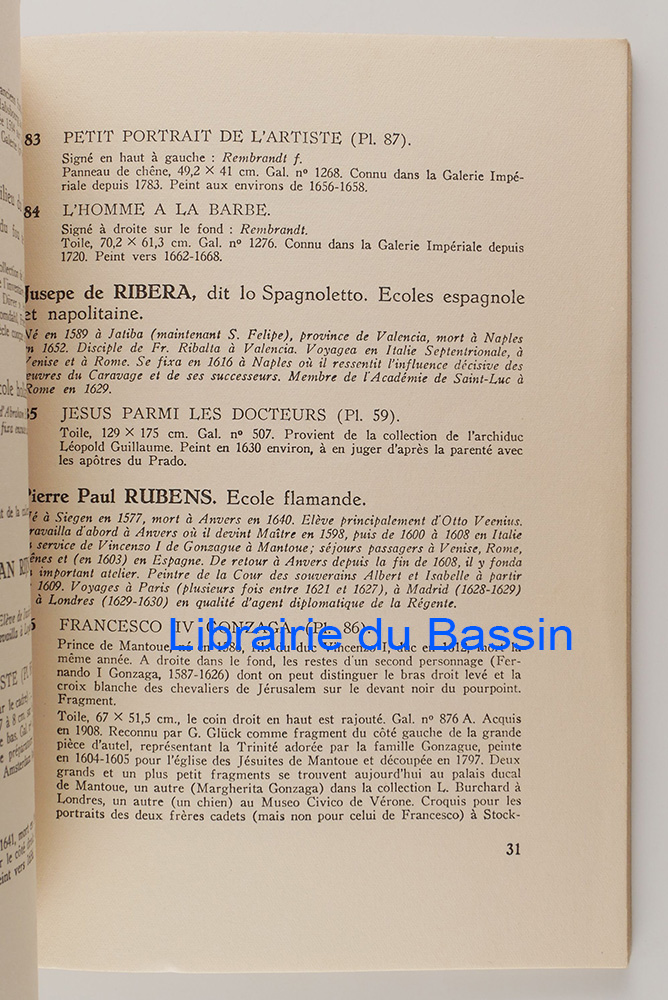 83 PETIT PORTRAIT DE L'ARTISTE (Pl. 87).
Signé en haut à gauche : Rembrandt f.
Panneau de chêne, 49,2 × 41 cm. Gal. nº 1268. Connu dans la Galerie Impé-
riale depuis 1783. Peint aux environs de 1656-1658.
84 L'HOMME A LA BARBE.
Signé à droite sur le fond : Rembrandt.
Toile, 70,2 × 61,3 cm. Gal. nº 1276. Connu dans la Galerie Impériale depuis
1720. Peint vers 1662-1668.
Jusepe de RIBERA, dit lo Spagnoletto. Ecoles espagnole
et napolitaine.
Né en 1589 à Jatiba (maintenant S. Felipe), province de Valencia, mort à Naples
en 1652. Disciple de Fr. Ribalta à Valencia. Voyagea en Italie Septentrionale, à
Venise et à Rome. Se fixa en 1616 à Naples où il ressentit l'influence décisive des
œuvres du Caravage et de ses successeurs. Membre de l'Académie de Saint-Luc à
Rome en 1629.
85 JESUS PARMI LES DOCTEURS (Pl. 59).
Toile, 129 × 175 cm. Gal. nº 507. Provient de la collection de l'archiduc
Léopold Guillaume. Peint en 1630 environ, à en juger d'après la parenté avec
les apôtres du Prado.
Pierre Paul RUBENS. Ecole flamande.
Né à Siegen en 1577, mort à Anvers en 1640. Elève principalement d'Otto Veenius.
Travailla d'abord à Anvers où il devint Maître en 1598, puis de 1600 à 1608 en Italie
service de Vincenzo I de Gonzague à Mantoue; séjours passagers à Venise, Rome,
Gênes et (en 1603) en Espagne. De retour à Anvers depuis la fin de 1608, il y fonda
important atelier. Peintre de la Cour des souverains Albert et Isabelle à partir
1609. Voyages à Paris (plusieurs fois entre 1621 et 1627), à Madrid (1628-1629)
à Londres (1629-1630) en qualité d'agent diplomatique de la Régente.
FRANCESCO IV GONZAGA (Pl. 86)
Librairie du Bassin
Prince de Mantoue, né en 1586, fils du duc Vincenzo I, duc en 1612, mort la
même année. A droite dans le fond, les restes d'un second personnage (Fer-
nando I Gonzaga, 1587-1626) dont on peut distinguer le bras droit levé et la
croix blanche des chevaliers de Jérusalem sur le devant noir du pourpoint.
Fragment.
Toile, 67 × 51,5 cm., le coin droit en haut est rajouté. Gal. nº 876 A. Acquis
en 1908. Reconnu par G. Glück comme fragment du côté gauche de la grande
pièce d'autel, représentant la Trinité adorée par la famille Gonzague, peinte
en 1604-1605 pour l'église des Jésuites de Mantoue et découpée en 1797. Deux
grands et un plus petit fragments se trouvent aujourd'hui au palais ducal
de Mantoue, un autre (Margherita Gonzaga) dans la collection L. Burchard à
Londres, un autre (un chien) au Museo Civico de Vérone. Croquis pour les
portraits des deux frères cadets (mais non pour celui de Francesco) à Stock-
31